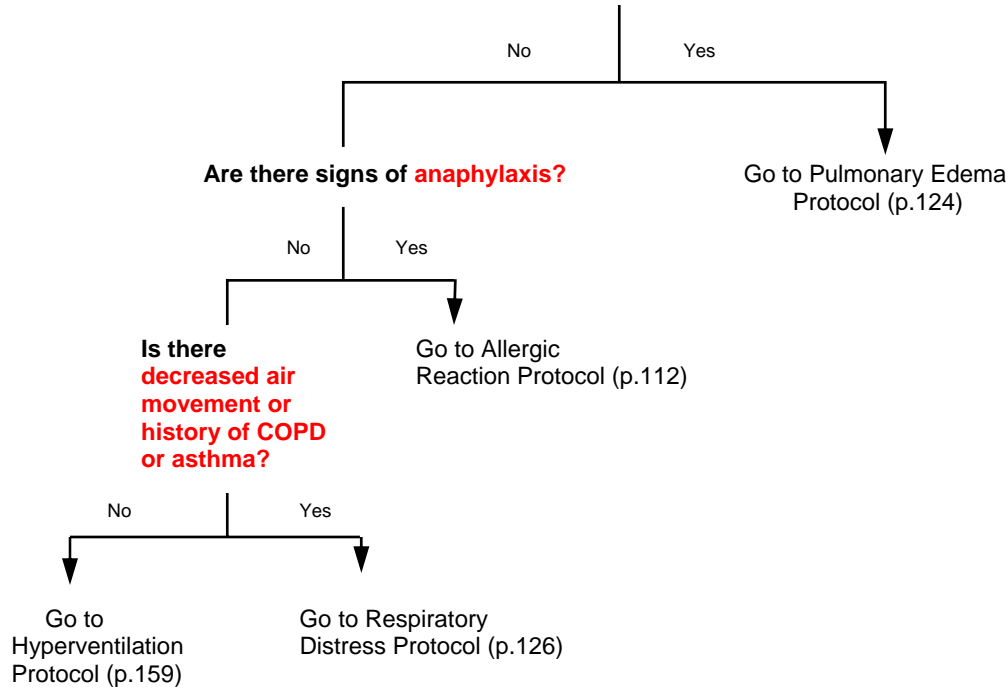 No
Yes
Are there signs of anaphylaxis?
Go to Pulmonary Edema
Protocol (p.124)
No
Yes
Is there
decreased air
movement or
history of COPD
or asthma?
Go to Allergic
Reaction Protocol (p.112)
No
Yes
Go to
Hyperventilation
Protocol (p.159)
Go to Respiratory
Distress Protocol (p.126)